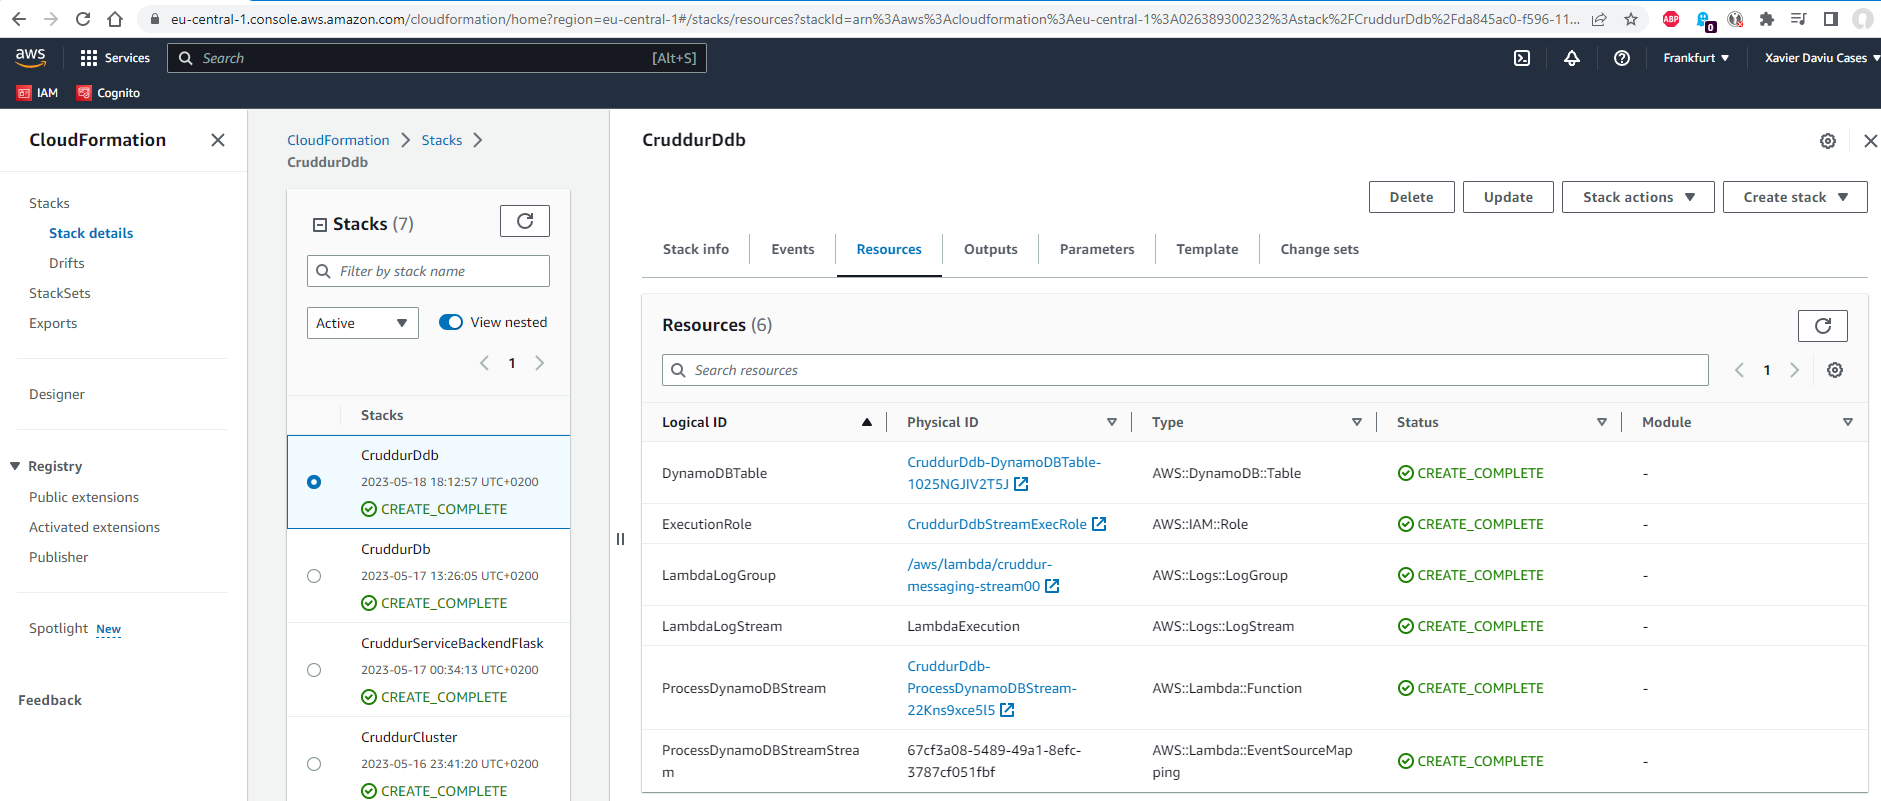 eu-central-1.console.aws.amazon.com/cloudformation/home?region=eu-central-1#/stacks/resources?stackId=arn%3Aaws%3Acloudformation%3Aeu-central-1%3A026389300232%3Astack%2FCruddurDdb%2Fda845ac0-f596-11...
ABP
0
aws
Services
Search
[Alt+S]
Frankfurt
Xavier Daviu Cases
IAM
Cognito
CloudFormation
Stacks
Stack details
Drifts
StackSets
Exports
Designer
Registry
Public extensions
Activated extensions
Publisher
Spotlight New
Feedback
CloudFormation
Stacks
CruddurDdb
Stacks (7)
Filter by stack name
Active
View nested
1
Stacks
CruddurDdb
2023-05-18 18:12:57 UTC+0200
CREATE_COMPLETE
CruddurDb
2023-05-17 13:26:05 UTC+0200
CREATE_COMPLETE
CruddurServiceBackendFlask
2023-05-17 00:34:13 UTC+0200
CREATE_COMPLETE
CruddurCluster
2023-05-16 23:41:20 UTC+0200
CREATE_COMPLETE
CruddurDdb
Delete
Update
Stack actions
Create stack
Stack info
Events
Resources
Outputs
Parameters
Template
Change sets
Resources (6)
Search resources
1
Logical ID
Physical ID
Type
Status
Module
DynamoDBTable
CruddurDdb-DynamoDBTable-
1025NGJIV2T5J
AWS::DynamoDB::Table
CREATE_COMPLETE
-
ExecutionRole
CruddurDdbStreamExecRole
AWS::IAM::Role
CREATE_COMPLETE
-
LambdaLogGroup
/aws/lambda/cruddur-
messaging-stream00
AWS::Logs::LogGroup
CREATE_COMPLETE
-
LambdaLogStream
LambdaExecution
AWS::Logs::LogStream
CREATE_COMPLETE
-
ProcessDynamoDBStream
CruddurDdb-
ProcessDynamoDBStream-
22Kns9xce5l5
AWS::Lambda::Function
CREATE_COMPLETE
-
ProcessDynamoDBStreamStrea
m
67cf3a08-5489-49a1-8efc-
3787cf051fbf
AWS::Lambda::EventSourceMap
ping
CREATE_COMPLETE
-